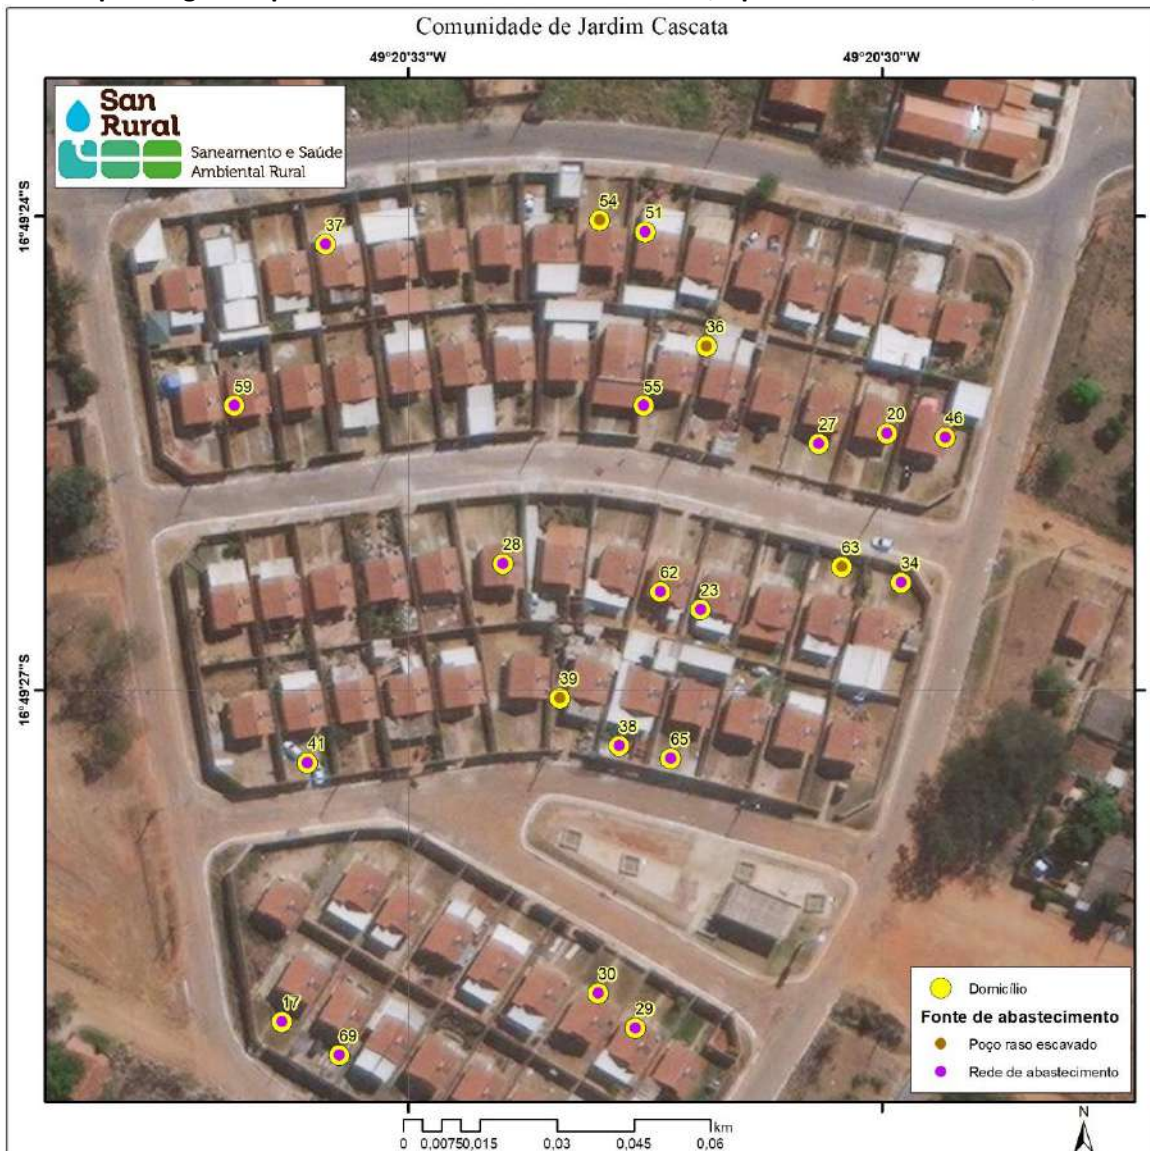 Comunidade de Jardim Cascata
49°20'33"W
49°20'30"W
San
Rural
Saneamento e Saúde
Ambiental Rural
16°49'24"S
54
51
37
36
59
55
27
20
46
28
63
34
62
23
16°49'27"S
39
38
65
41
30
17
29
69
Domicílio
Fonte de abastecimento
Poço raso escavado
Rede de abastecimento
km
0 0,0075 0,015 0,03 0,045 0,06
N